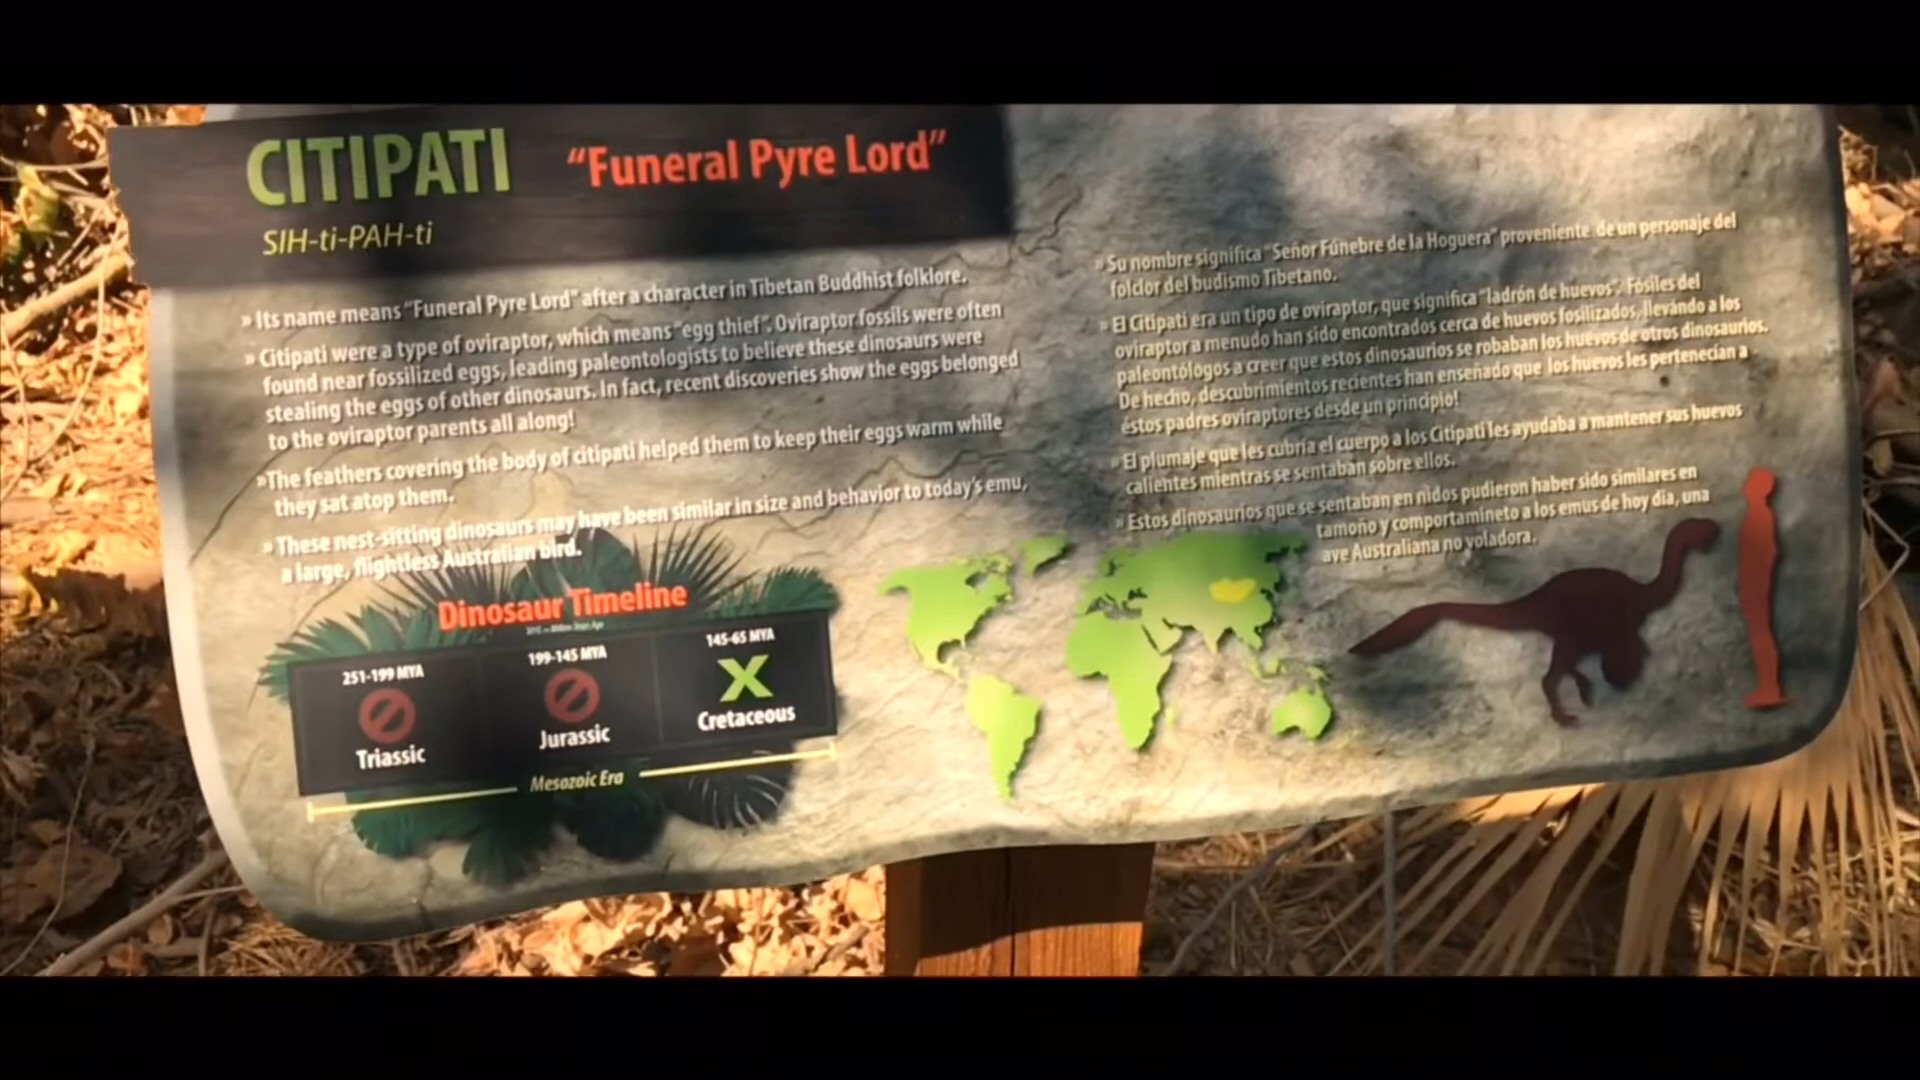 CITIPATI
"Funeral Pyre Lord"
SIH-ti-PAH-ti
» Its name means "Funeral Pyre Lord" after a character in Tibetan Buddhist folklore.
» Citipati were a type of oviraptor, which means "egg thief". Oviraptor fossils were often
found near fossilized eggs, leading paleontologists to believe these dinosaurs were
stealing the eggs of other dinosaurs. In fact, recent discoveries show the eggs belonged
to the oviraptor parents all along!
» The feathers covering the body of citipati helped them to keep their eggs warm while
they sat atop them.
» These nest-sitting dinosaurs may have been similar in size and behavior to today's emu,
a large, flightless Australian bird.
» Su nombre significa "Señor Fúnebre de la Hoguera" proveniente de un personaje del
folclor del budismo Tibetano.
» El Citipati era un tipo de oviraptor, que significa "ladrón de huevos". Fósiles del
oviraptor a menudo han sido encontrados cerca de huevos fosilizados, llevándo a los
paleontólogos a creer que estos dinosaurios se robaban los huevos de otros dinosaurios.
De hecho, descubrimientos recientes han enseñado que los huevos les pertenecían a
éstos padres oviraptores desde un principio!
» El plumaje que les cubría el cuerpo a los Citipati les ayudaba a mantener sus huevos
calientes mientras se sentaban sobre ellos.
» Estos dinosaurios que se sentaban en nidos pudieron haber sido similares en
tamoño y comportamineto a los emus de hoy dia, una
ave Australiana no voladora.
Dinosaur Timeline
251-199 MYA
199-145 MYA
145-65 MYA
Triassic
Jurassic
Cretaceous
Mesozoic Era